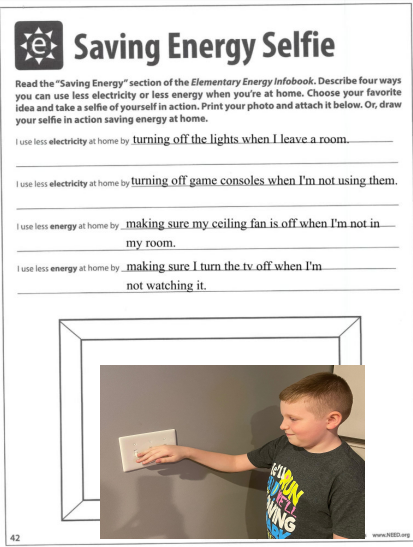 Saving Energy Selfie
Read the "Saving Energy" section of the Elementary Energy Infobook. Describe four ways
you can use less electricity or less energy when you're at home. Choose your favorite
idea and take a selfie of yourself in action. Print your photo and attach it below. Or, draw
your selfie in action saving energy at home.
I use less electricity at home by turning off the lights when I leave a room.
I use less electricity at home by turning off game consoles when I'm not using them.
I use less energy at home by making sure my ceiling fan is off when I'm not in
my room.
I use less energy at home by making sure I turn the tv off when I'm
not watching it.
RUN
42
www.NEED.org